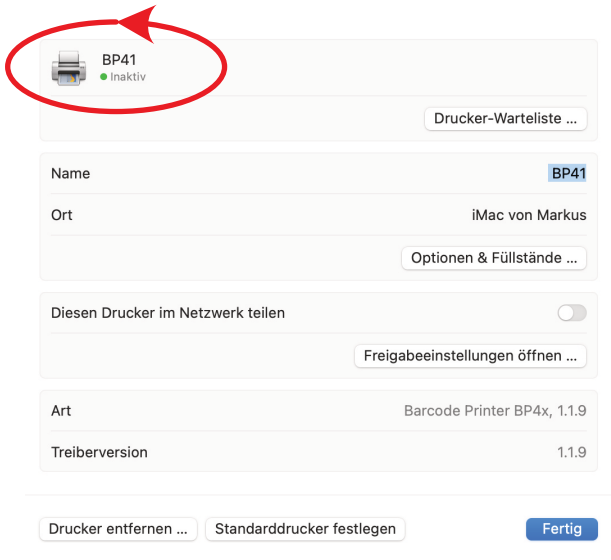 BP41
Inaktiv
Drucker-Warteliste ...
Name BP41
Ort iMac von Markus
Optionen & Füllstände ...
Diesen Drucker im Netzwerk teilen
Freigabeeinstellungen öffnen ...
Art Barcode Printer BP4x, 1.1.9
Treiberversion 1.1.9
Drucker entfernen ... Standarddrucker festlegen Fertig